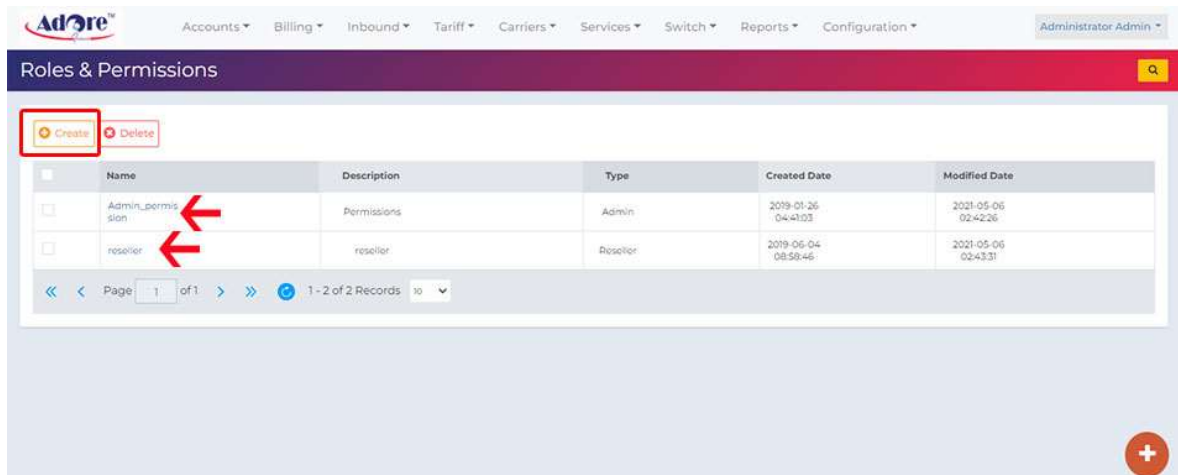 Adore™
Accounts Billing Inbound Tariff Carriers Services Switch Reports Configuration Administrator Admin
Roles & Permissions
Create Delete
Name Description Type Created Date Modified Date
Admin_permis
sion
Permissions Admin
2019-01-26
04:41:03
2021-05-06
02:42:26
reseller reseller Reseller
2019-06-04
08:58:46
2021-05-06
02:43:31
Page 1 of 1 1 - 2 of 2 Records 10